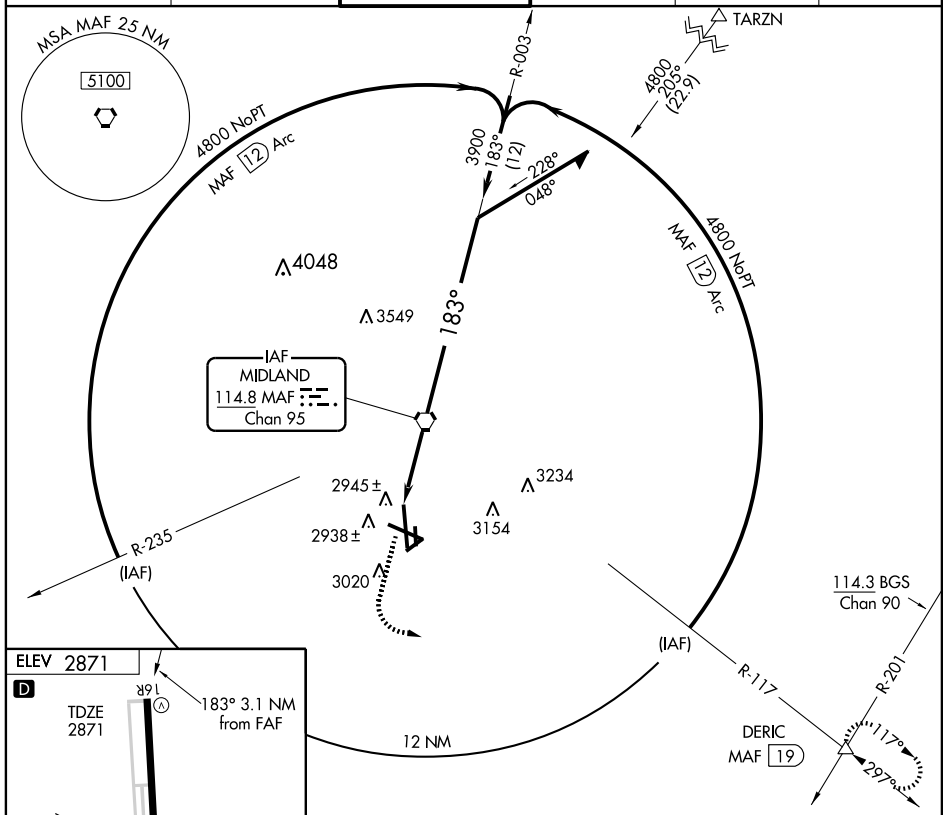 MSA MAF 25 NM
5100
R-003
TARZN
4800
205°
(22.9)
4800 NoPT
MAF 12 Arc
3900
183°
(12)
228°
048°
4800 NoPT
MAF 12 Arc
4048
3549
183°
IAF
MIDLAND
114.8 MAF
Chan 95
2945±
3234
2938±
3154
3020
R-235
(IAF)
114.3 BGS
Chan 90
(IAF)
R-117
R-201
ELEV 2871
D
16R
V
183° 3.1 NM
from FAF
TDZE
2871
12 NM
DERIC
MAF 19
117°
297°